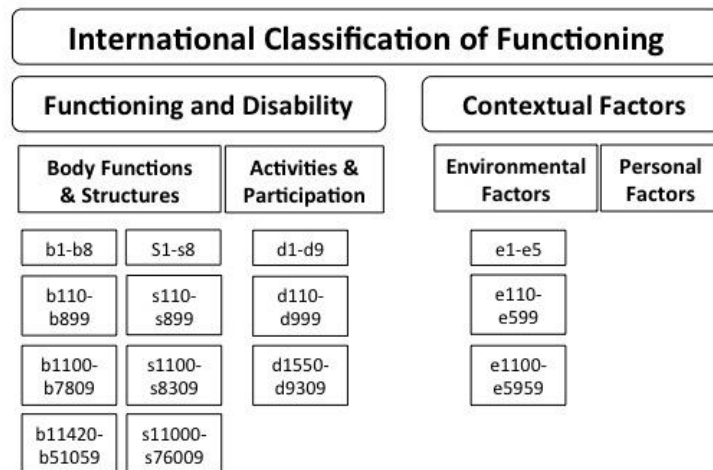 International Classification of Functioning
Functioning and Disability
Contextual Factors
Body Functions
& Structures
Activities &
Participation
Environmental
Factors
Personal
Factors
b1-b8
S1-s8
d1-d9
e1-e5
b110-
b899
s110-
s899
d110-
d999
e110-
e599
b1100-
b7809
s1100-
s8309
d1550-
d9309
e1100-
e5959
b11420-
b51059
s11000-
s76009